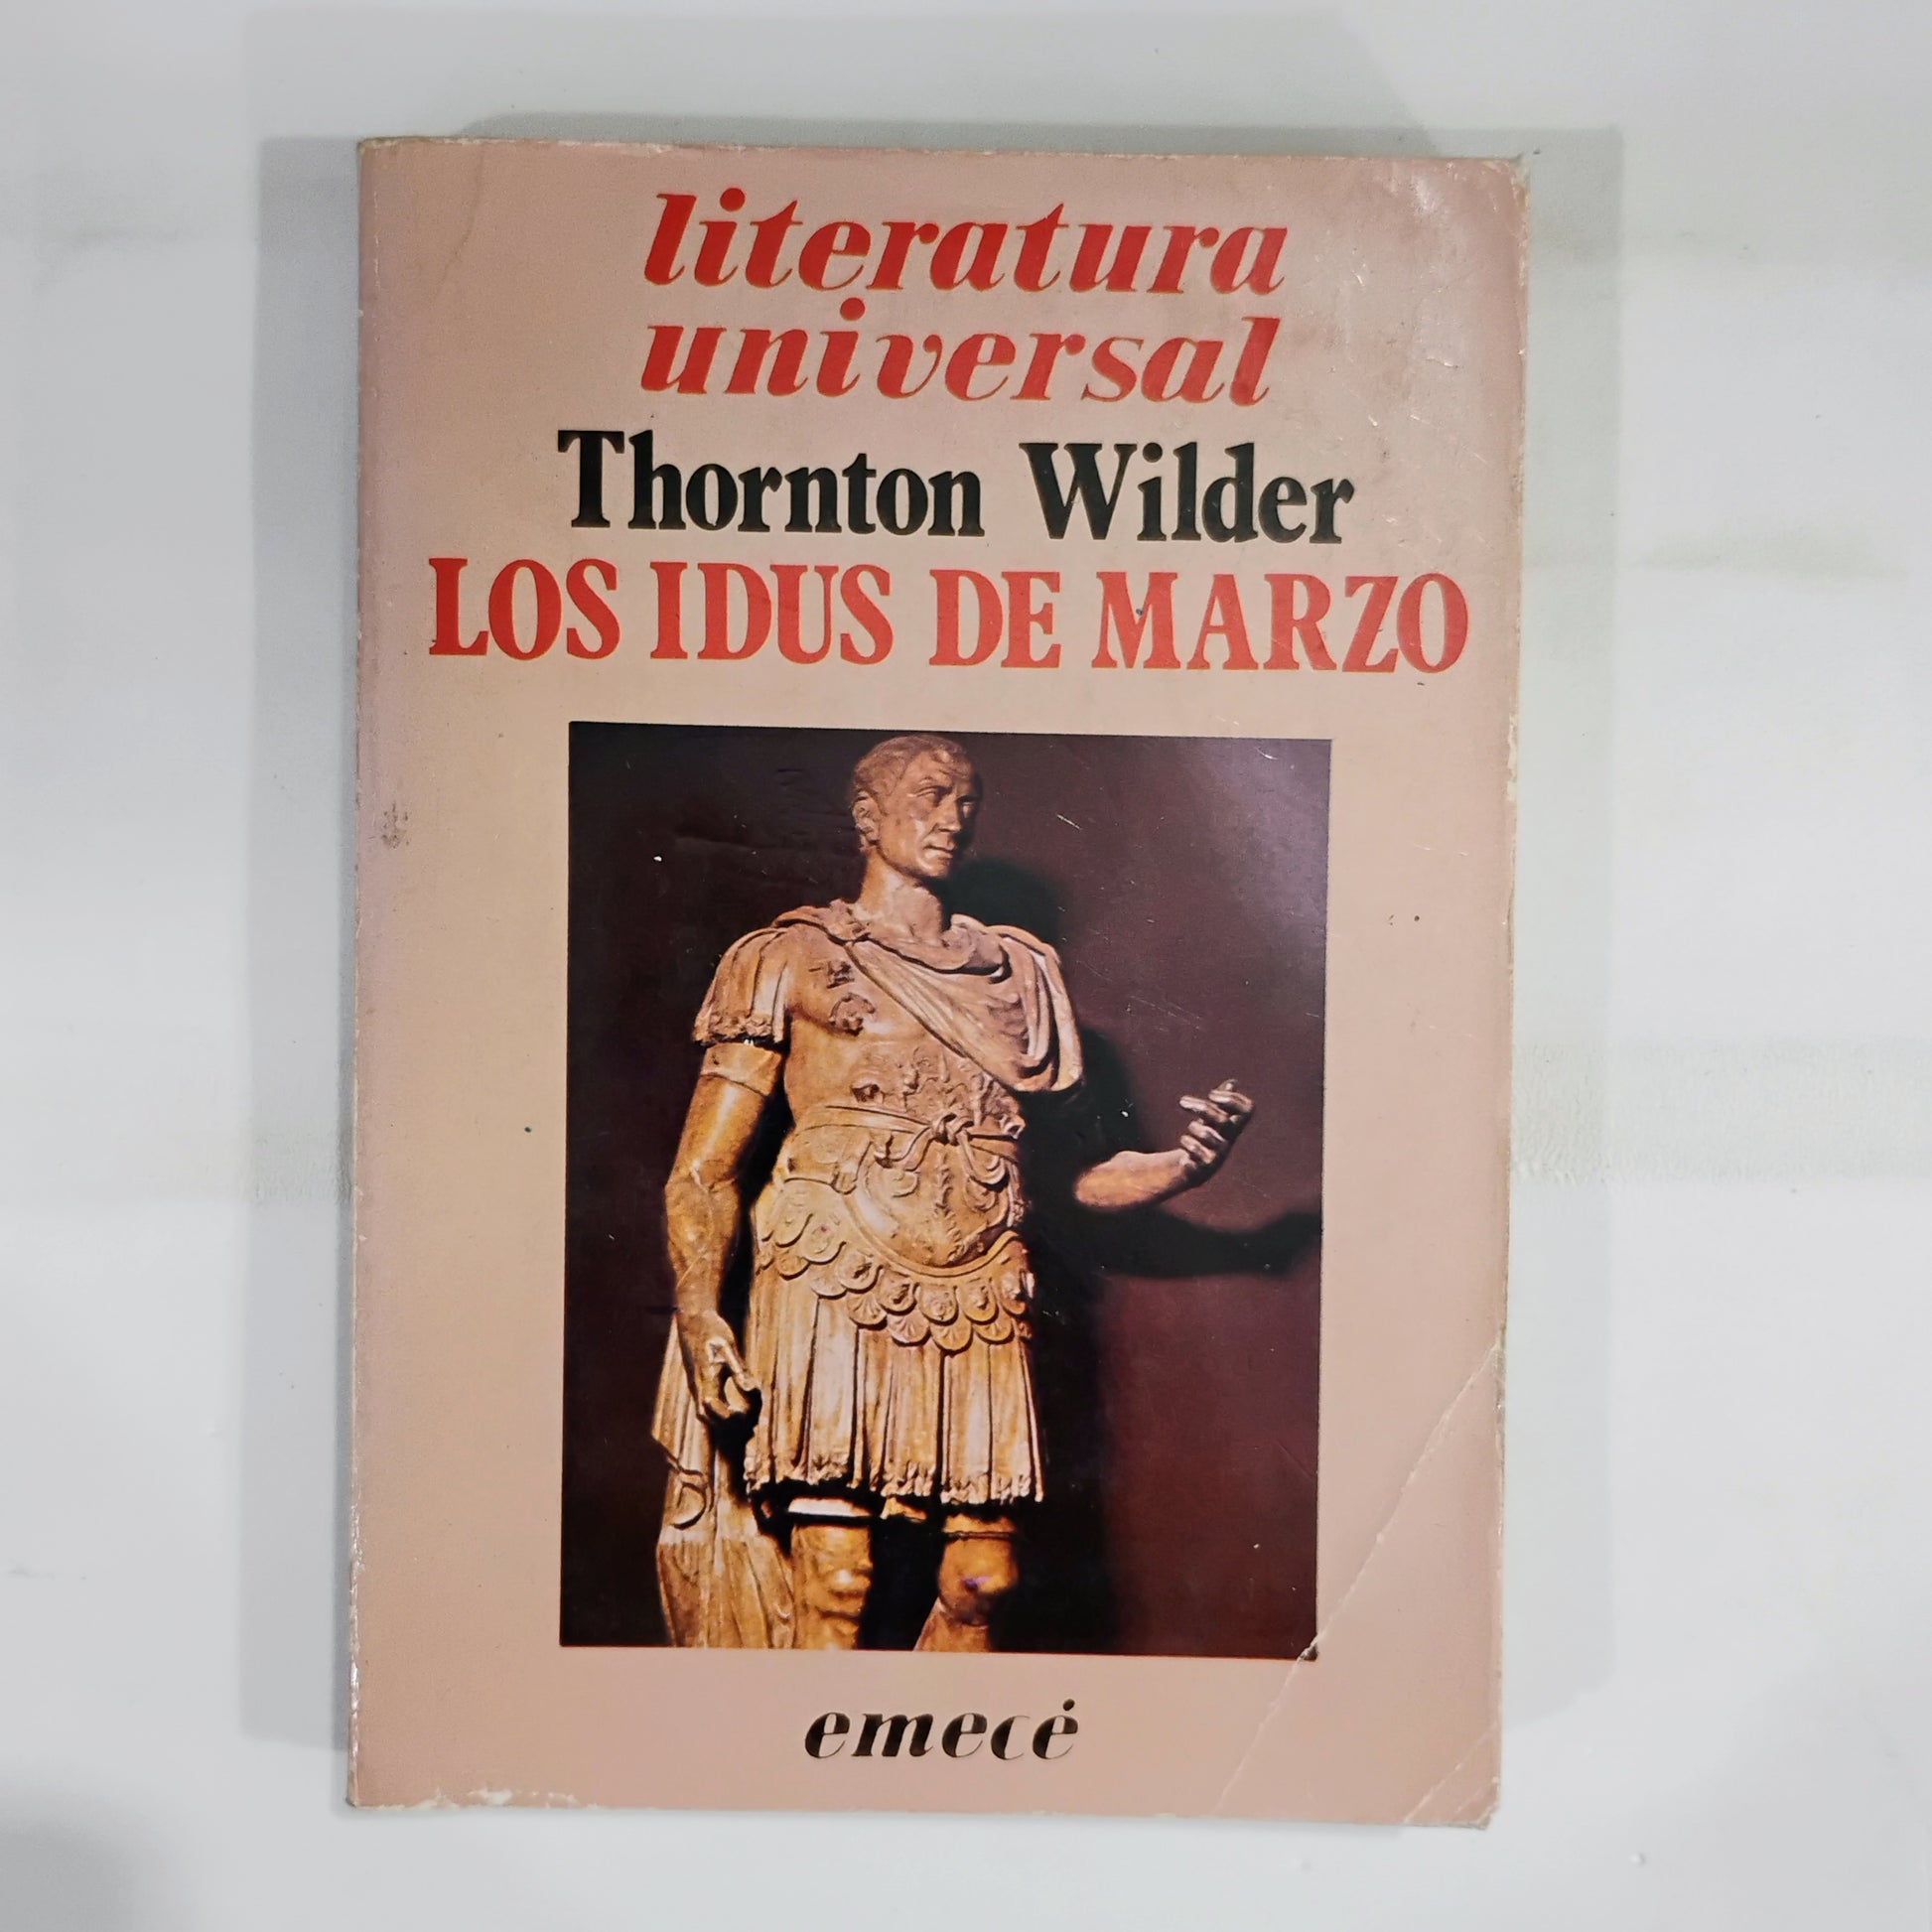 literatura
universal
Thornton Wilder
LOS IDUS DE MARZO
emecé